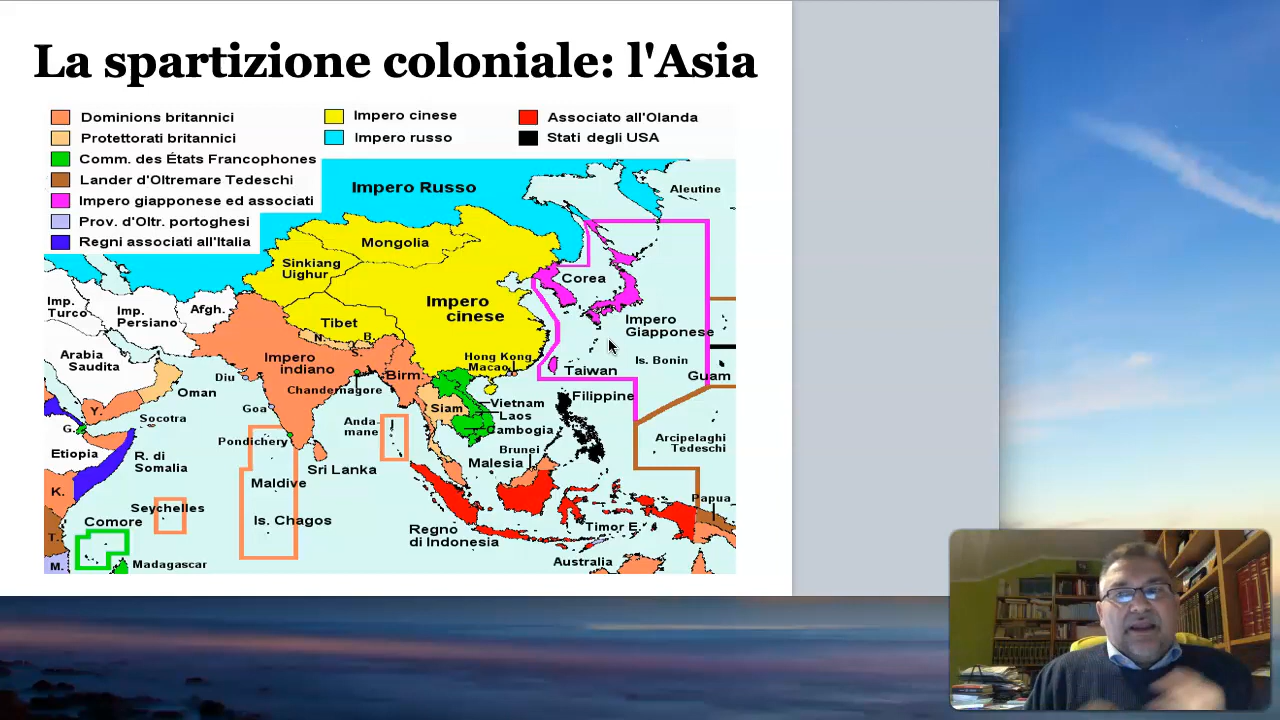 La spartizione coloniale: l'Asia
Dominions britannici
Protettorati britannici
Comm. des États Francophones
Lander d'Oltremare Tedeschi
Impero giapponese ed associati
Prov. d'Oltr. portoghesi
Regni associati all'Italia
Impero cinese
Impero russo
Associato all'Olanda
Stati degli USA
Impero Russo
Aleutine
Mongolia
Sinkiang
Uighur
Corea
Imp.
Turco
Imp.
Persiano
Afgh.
Tibet
Impero
cinese
Impero
Giapponese
N.
B.
S.
Arabia
Saudita
Impero
indiano
Hong Kong
Macao
Is. Bonin
Birm.
Taiwan
Guam
Diu
Chandernagore
Oman
Filippine
Y.
Goa
Siam
Vietnam
Laos
Cambogia
Socotra
Anda-
mane
G.
Pondichery
Arcipelaghi
Tedeschi
Etiopia
R. di
Somalia
Brunei
Malesia
Sri Lanka
K.
Maldive
Papua
Seychelles
Comore
Is. Chagos
Regno
di Indonesia
Timor E.
T.
M.
Madagascar
Australia